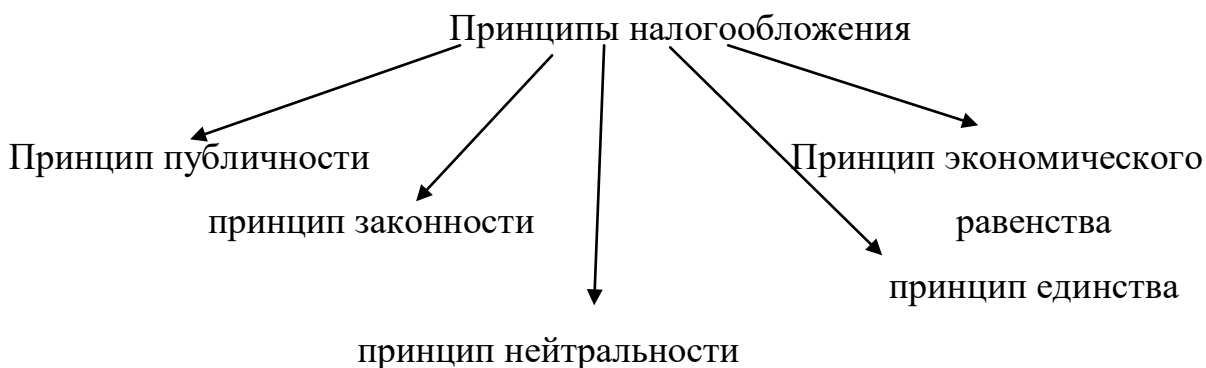 Принципы налогообложения
Принцип публичности
Принцип экономического
принцип законности
равенства
принцип единства
принцип нейтральности